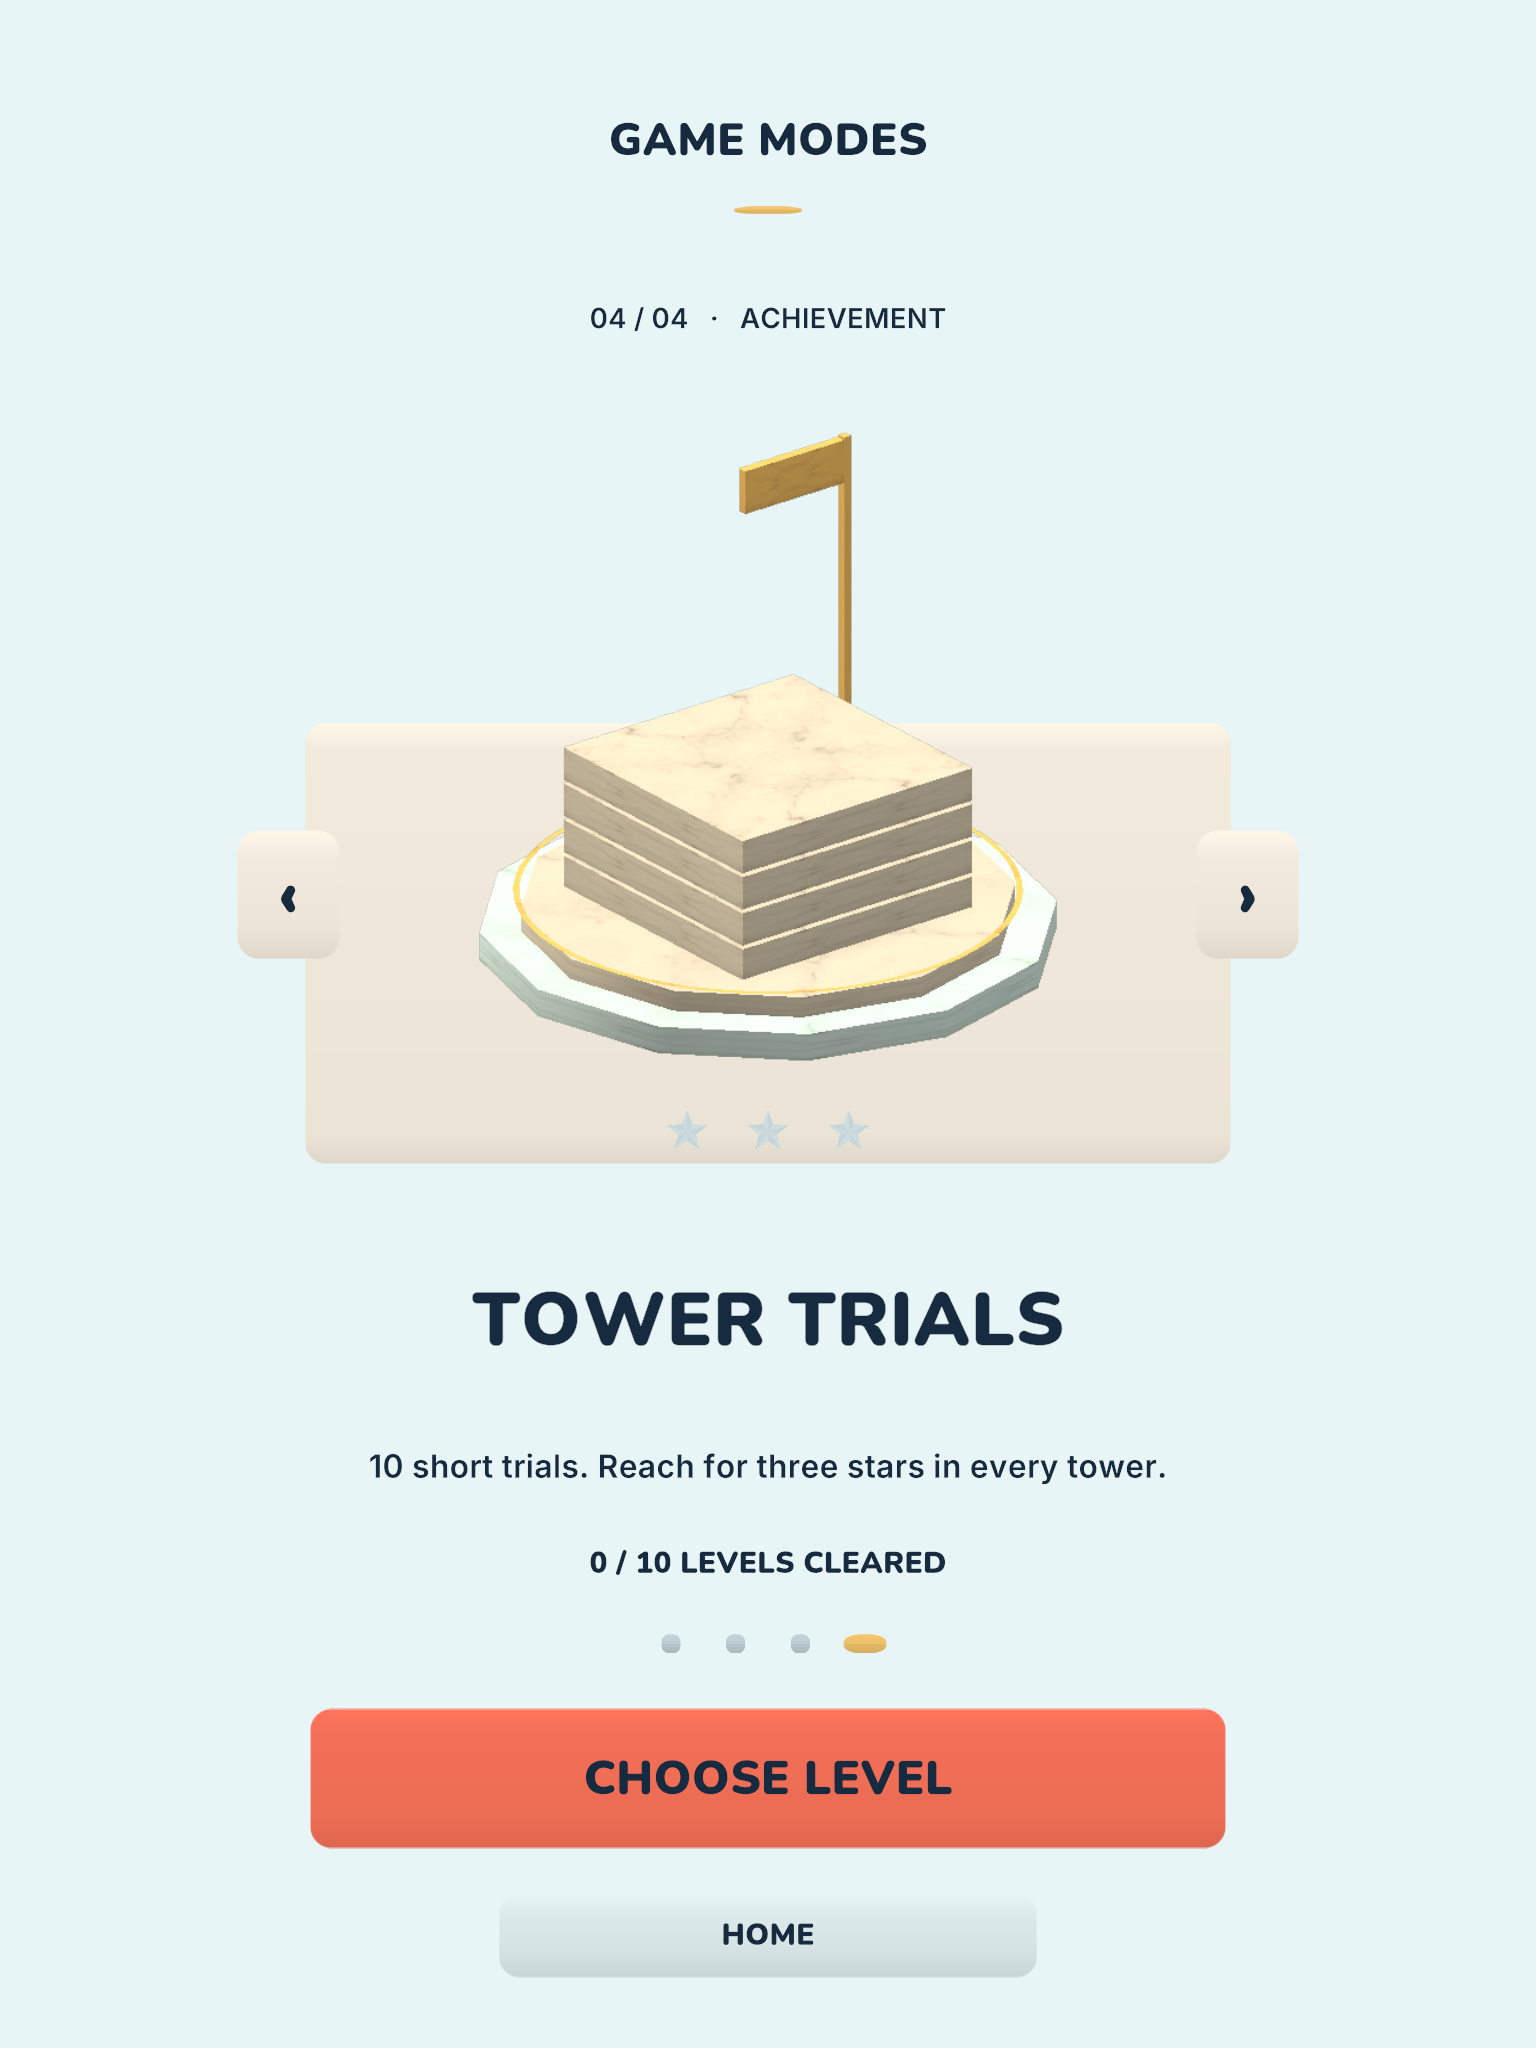 GAME MODES
04 / 04 · ACHIEVEMENT
‹ ›
TOWER TRIALS
10 short trials. Reach for three stars in every tower.
0 / 10 LEVELS CLEARED
CHOOSE LEVEL
HOME